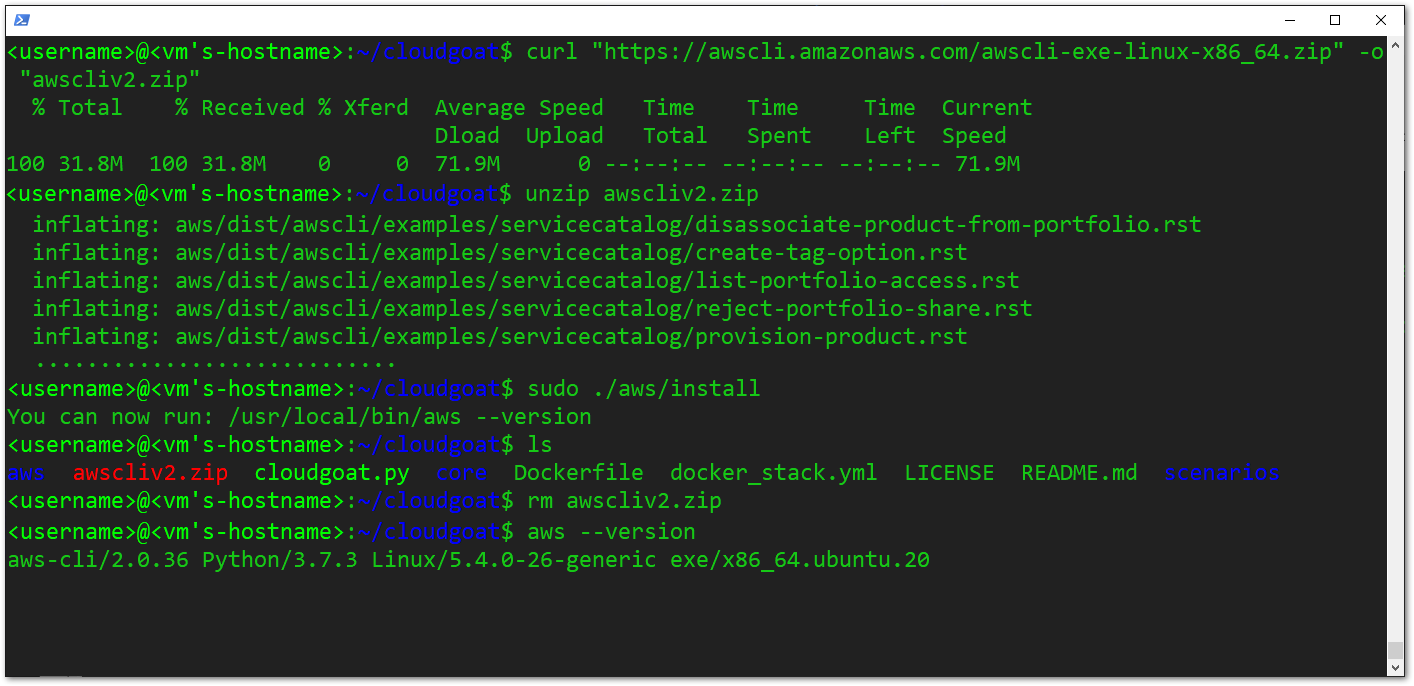 <username>@<vm's-hostname>:~/cloudgoat$ curl "https://awscli.amazonaws.com/awscli-exe-linux-x86_64.zip" -o
"awscliv2.zip"
% Total % Received % Xferd Average Speed Time Time Time Current
Dload Upload Total Spent Left Speed
100 31.8M 100 31.8M 0 0 71.9M 0 --:--:-- --:--:-- --:--:-- 71.9M
<username>@<vm's-hostname>:~/cloudgoat$ unzip awscliv2.zip
inflating: aws/dist/awscli/examples/servicecatalog/disassociate-product-from-portfolio.rst
inflating: aws/dist/awscli/examples/servicecatalog/create-tag-option.rst
inflating: aws/dist/awscli/examples/servicecatalog/list-portfolio-access.rst
inflating: aws/dist/awscli/examples/servicecatalog/reject-portfolio-share.rst
inflating: aws/dist/awscli/examples/servicecatalog/provision-product.rst
............................
<username>@<vm's-hostname>:~/cloudgoat$ sudo ./aws/install
You can now run: /usr/local/bin/aws --version
<username>@<vm's-hostname>:~/cloudgoat$ ls
aws awscliv2.zip cloudgoat.py core Dockerfile docker_stack.yml LICENSE README.md scenarios
<username>@<vm's-hostname>:~/cloudgoat$ rm awscliv2.zip
<username>@<vm's-hostname>:~/cloudgoat$ aws --version
aws-cli/2.0.36 Python/3.7.3 Linux/5.4.0-26-generic exe/x86_64.ubuntu.20